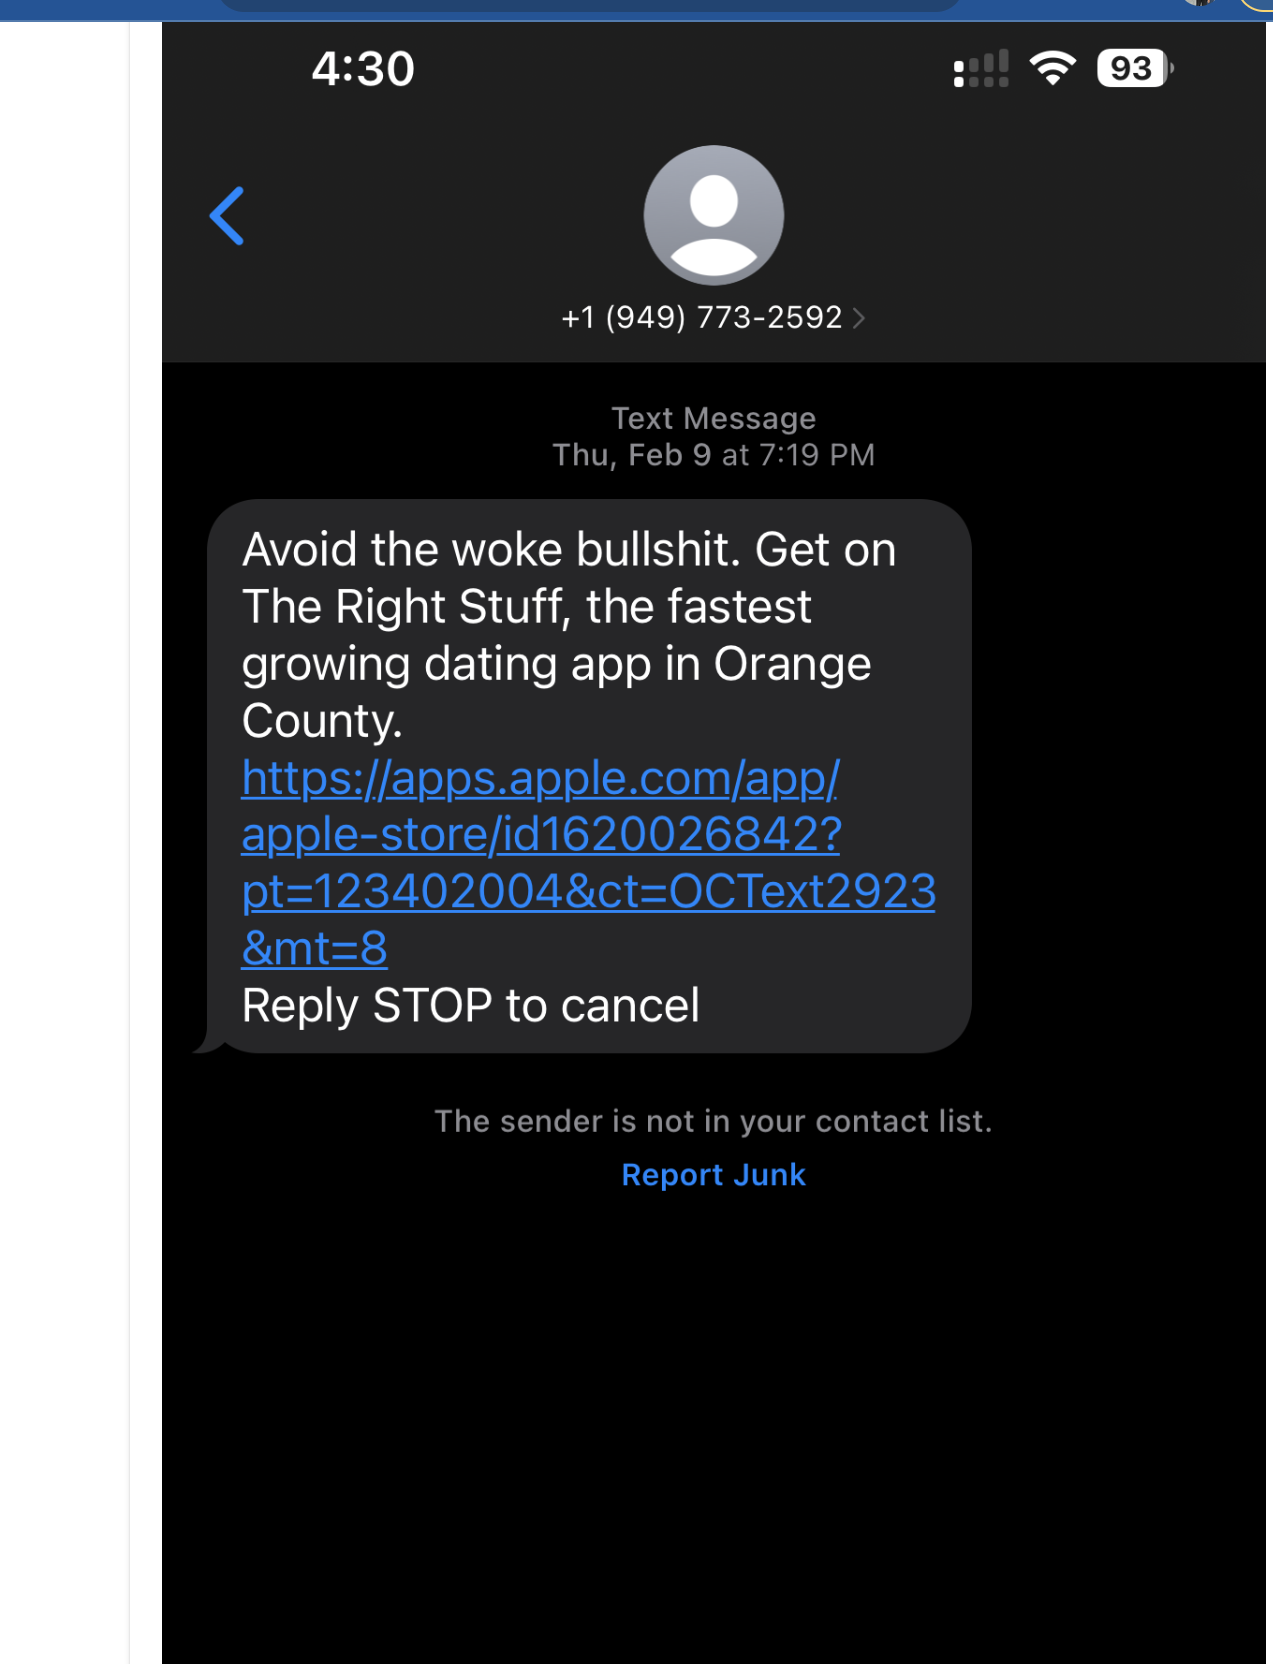 4:30
93
+1 (949) 773-2592
Text Message
Thu, Feb 9 at 7:19 PM
Avoid the woke bullshit. Get on
The Right Stuff, the fastest
growing dating app in Orange
County.
https://apps.apple.com/app/
apple-store/id1620026842?
pt=123402004&ct=OCText2923
&mt=8
Reply STOP to cancel
The sender is not in your contact list.
Report Junk